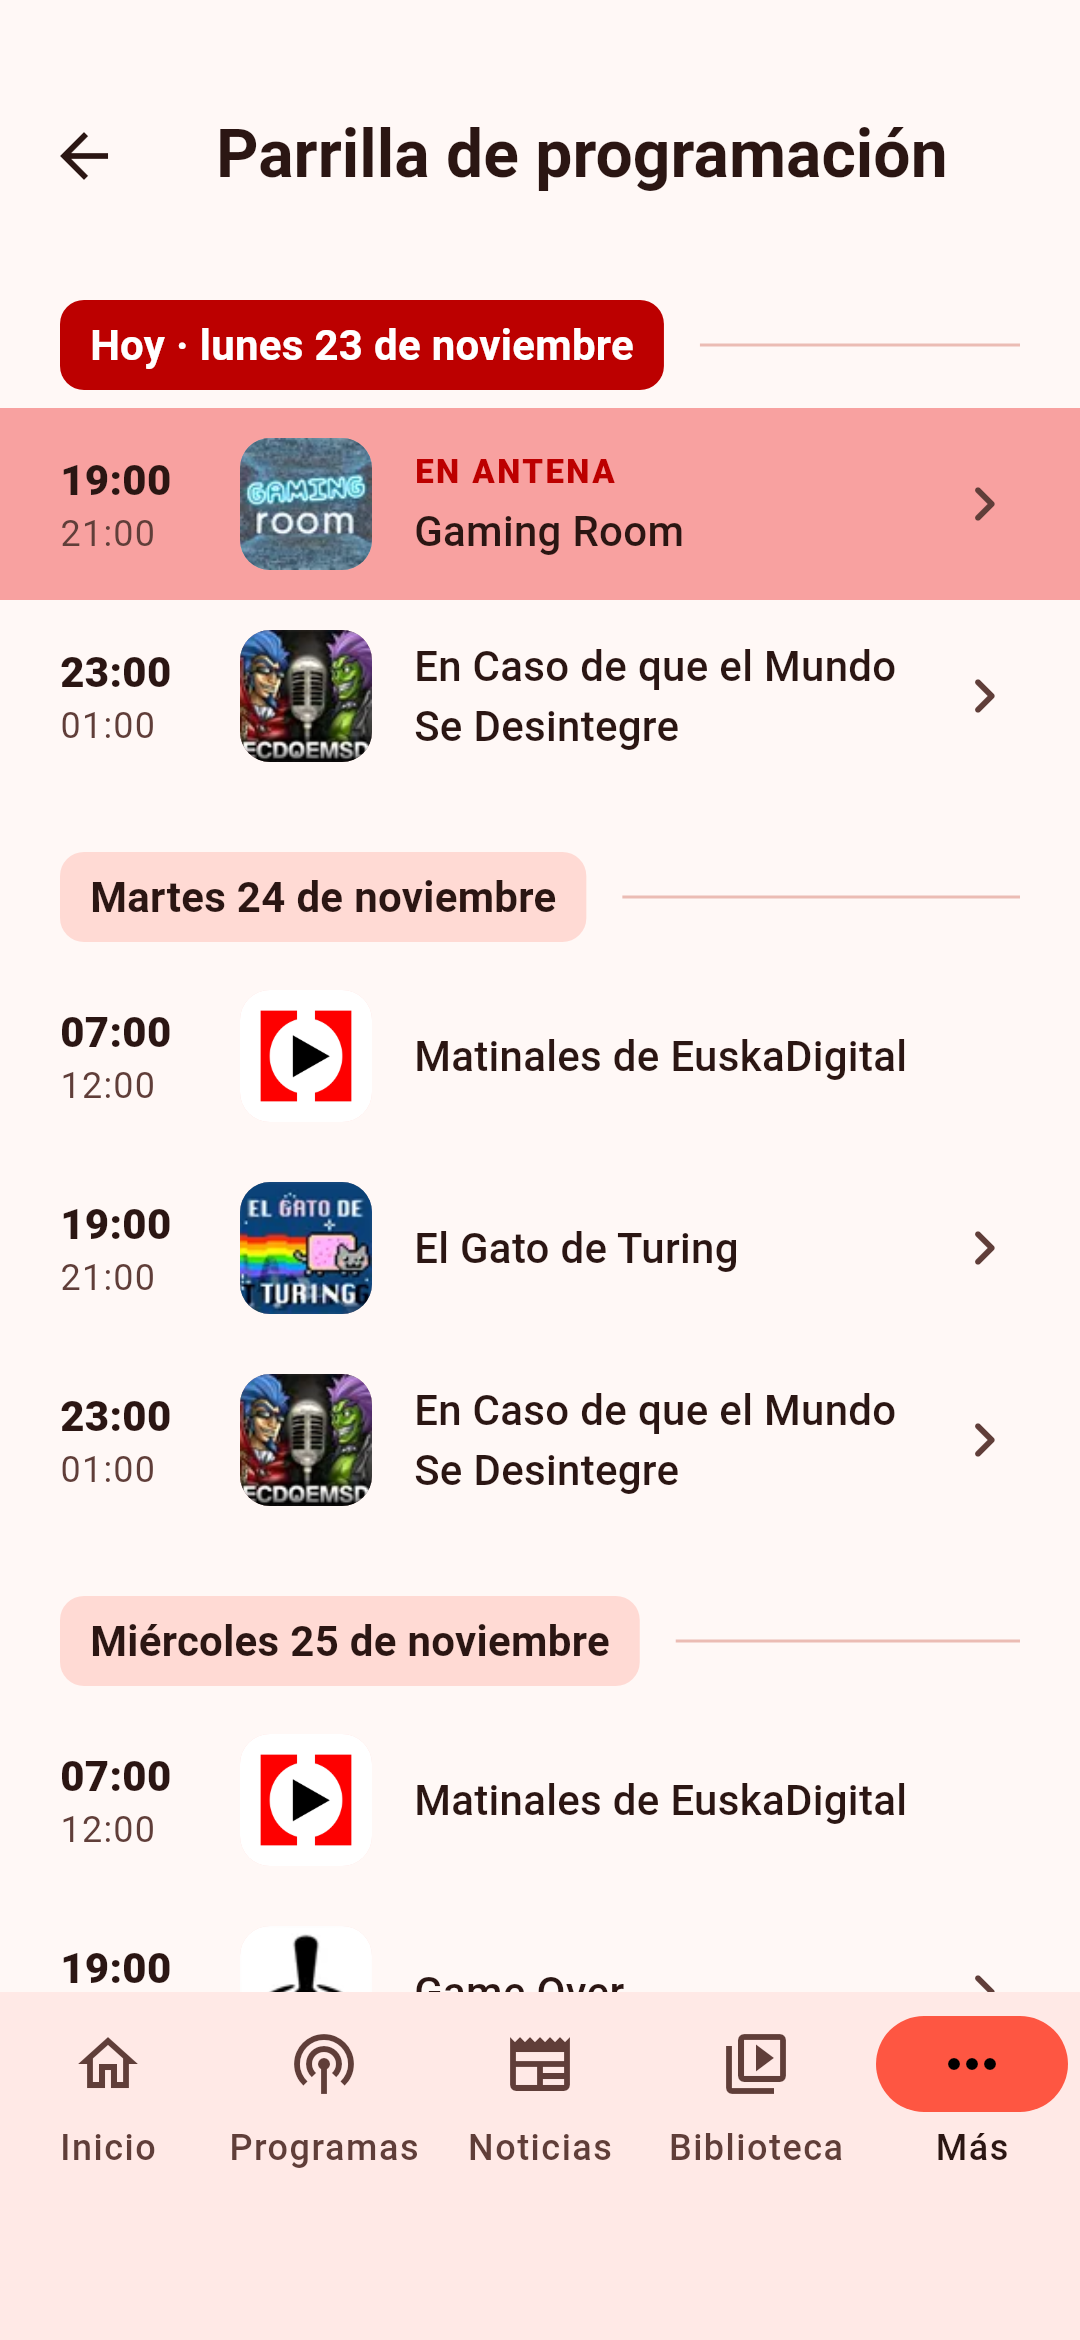 Parrilla de programación
Hoy · lunes 23 de noviembre
19:00
21:00
GAMING
room
EN ANTENA
Gaming Room
23:00
01:00
ECDQEMSD
En Caso de que el Mundo
Se Desintegre
Martes 24 de noviembre
07:00
12:00
Matinales de EuskaDigital
19:00
21:00
EL GATO DE
TURING
El Gato de Turing
23:00
01:00
ECDQEMSD
En Caso de que el Mundo
Se Desintegre
Miércoles 25 de noviembre
07:00
12:00
Matinales de EuskaDigital
19:00
Game Over
Inicio
Programas
Noticias
Biblioteca
Más